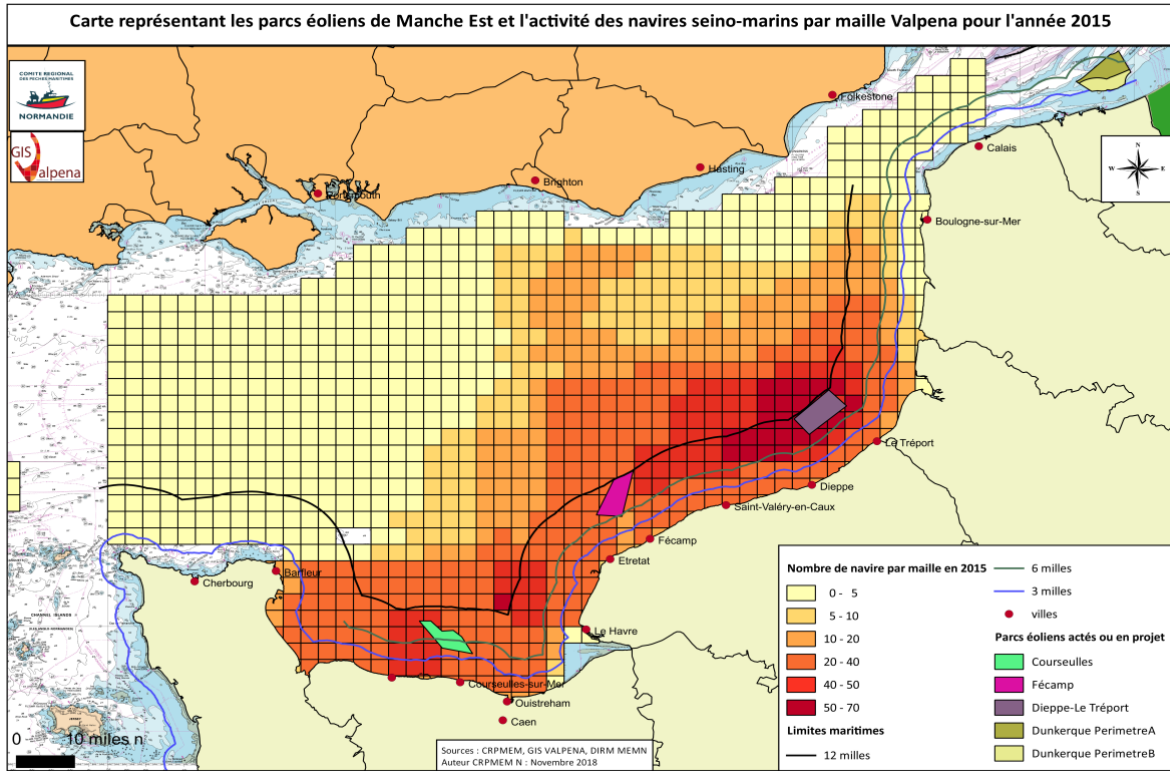 Carte représentant les parcs éoliens de Manche Est et l'activité des navires seino-marins par maille Valpena pour l'année 2015
COMITE REGIONAL
DES PECHES MARITIMES
NORMANDIE
GIS
valpena
Folkestone
Calais
N
W E
S
Hasting
Brighton
Portsmouth
Boulogne-sur-Mer
Le Tréport
Dieppe
Saint-Valéry-en-Caux
Fécamp
Etretat
Barfleur
Cherbourg
CHANNEL ISLANDS
Le Havre
Courseulles-sur-Mer
Ouistreham
Caen
JERSEY
0 10 miles n
Sources : CRPMEM, GIS VALPENA, DIRM MEMN
Auteur CRPMEM N : Novembre 2018
Nombre de navire par maille en 2015
0 - 5
5 - 10
10 - 20
20 - 40
40 - 50
50 - 70
Limites maritimes
12 milles
6 milles
3 milles
villes
Parcs éoliens actés ou en projet
Courseulles
Fécamp
Dieppe-Le Tréport
Dunkerque PerimetreA
Dunkerque PerimetreB